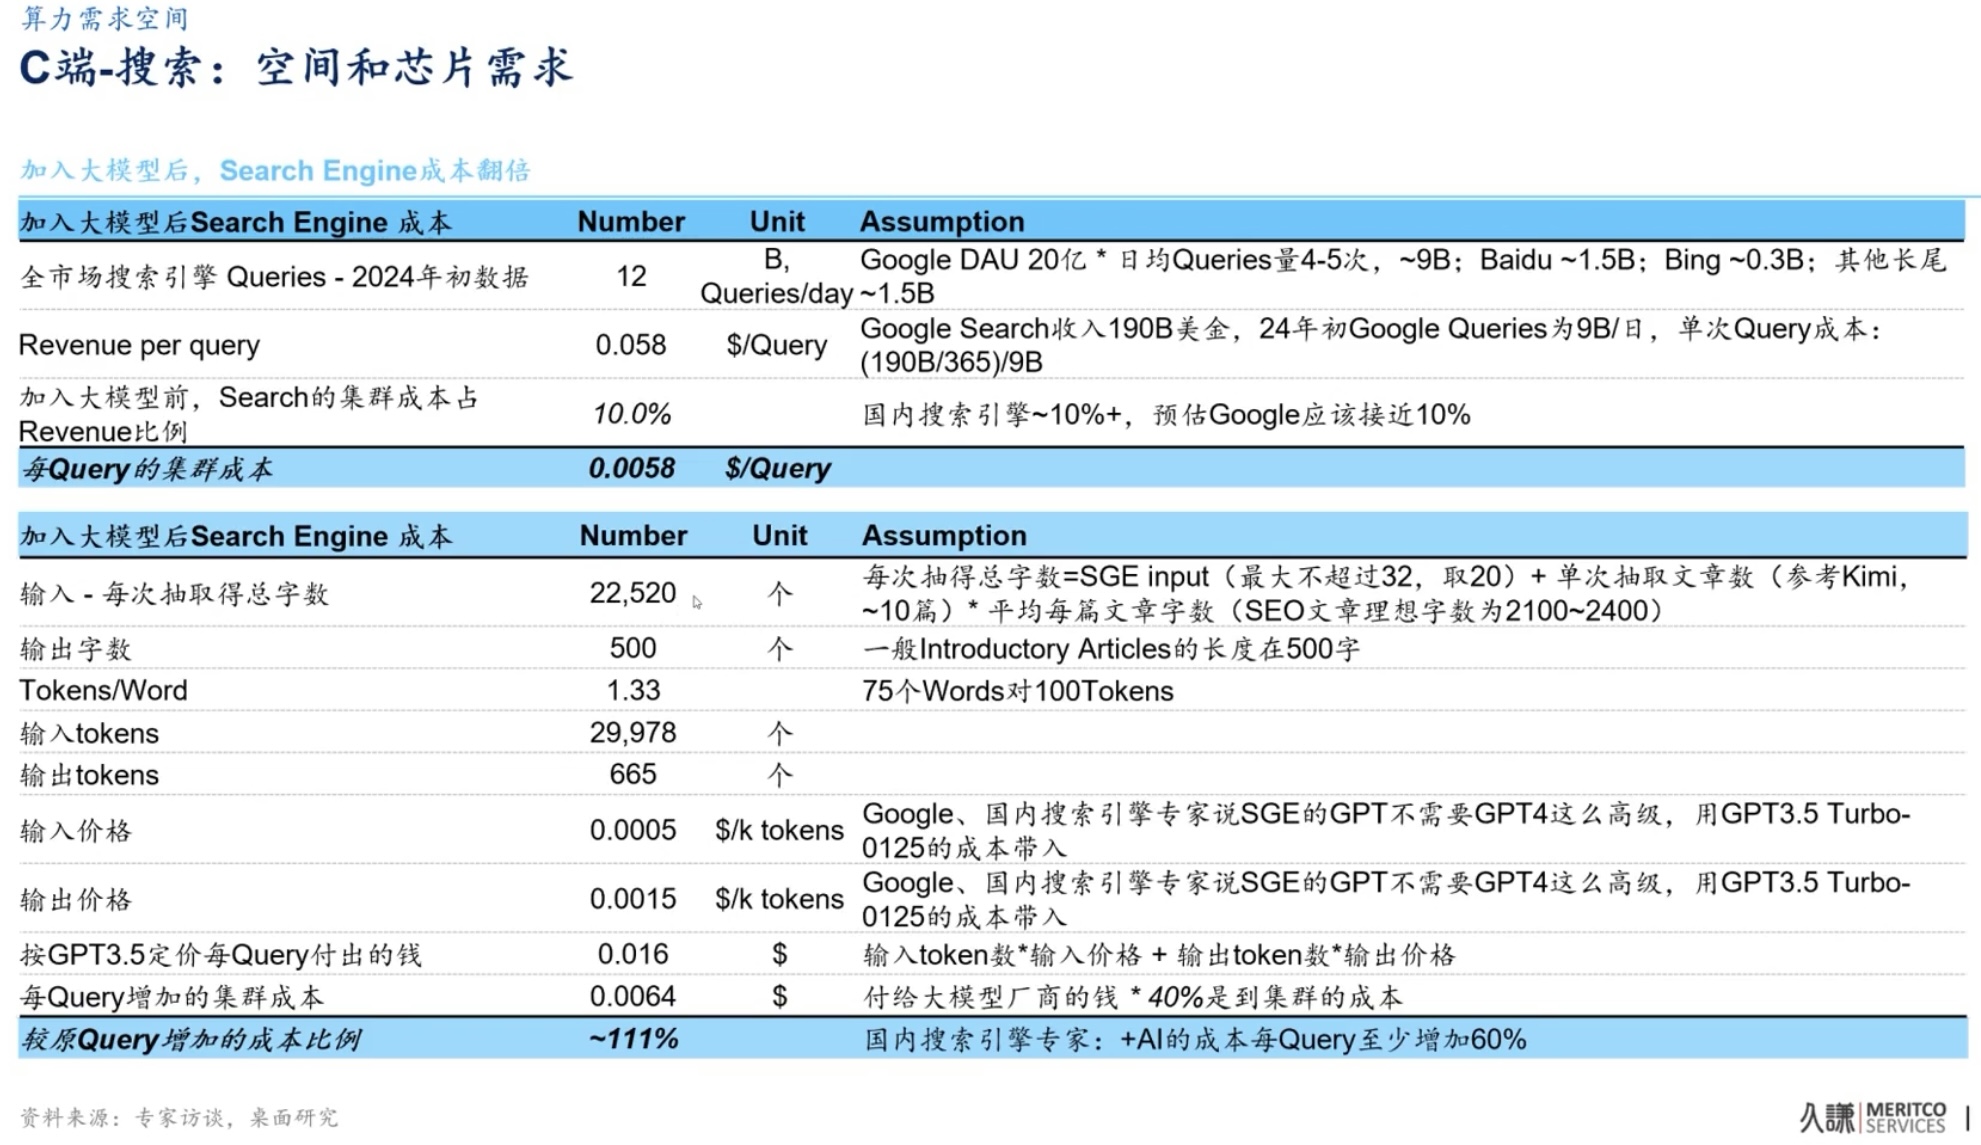 算力需求空间
C端-搜索：空间和芯片需求
加入大模型后，Search Engine成本翻倍
加入大模型后Search Engine 成本 Number Unit Assumption
全市场搜索引擎 Queries - 2024年初数据 12 B, Queries/day Google DAU 20亿 * 日均Queries量4-5次，~9B；Baidu ~1.5B；Bing ~0.3B；其他长尾
~1.5B
Revenue per query 0.058 $/Query Google Search收入190B美金，24年初Google Queries为9B/日，单次Query成本：
(190B/365)/9B
加入大模型前，Search的集群成本占
Revenue比例 10.0% 国内搜索引擎~10%+，预估Google应该接近10%
每Query的集群成本 0.0058 $/Query
加入大模型后Search Engine 成本 Number Unit Assumption
输入 - 每次抽取得总字数 22,520 个 每次抽得总字数=SGE input（最大不超过32，取20）+ 单次抽取文章数（参考Kimi，
~10篇）* 平均每篇文章字数（SEO文章理想字数为2100~2400）
输出字数 500 个 一般Introductory Articles的长度在500字
Tokens/Word 1.33 75个Words对100Tokens
输入tokens 29,978 个
输出tokens 665 个
输入价格 0.0005 $/k tokens Google、国内搜索引擎专家说SGE的GPT不需要GPT4这么高级，用GPT3.5 Turbo-
0125的成本带入
输出价格 0.0015 $/k tokens Google、国内搜索引擎专家说SGE的GPT不需要GPT4这么高级，用GPT3.5 Turbo-
0125的成本带入
按GPT3.5定价每Query付出的钱 0.016 $ 输入token数*输入价格 + 输出token数*输出价格
每Query增加的集群成本 0.0064 $ 付给大模型厂商的钱 * 40%是到集群的成本
较原Query增加的成本比例 ~111% 国内搜索引擎专家：+AI的成本每Query至少增加60%
资料来源：专家访谈，桌面研究
久謙 MERITCO
SERVICES